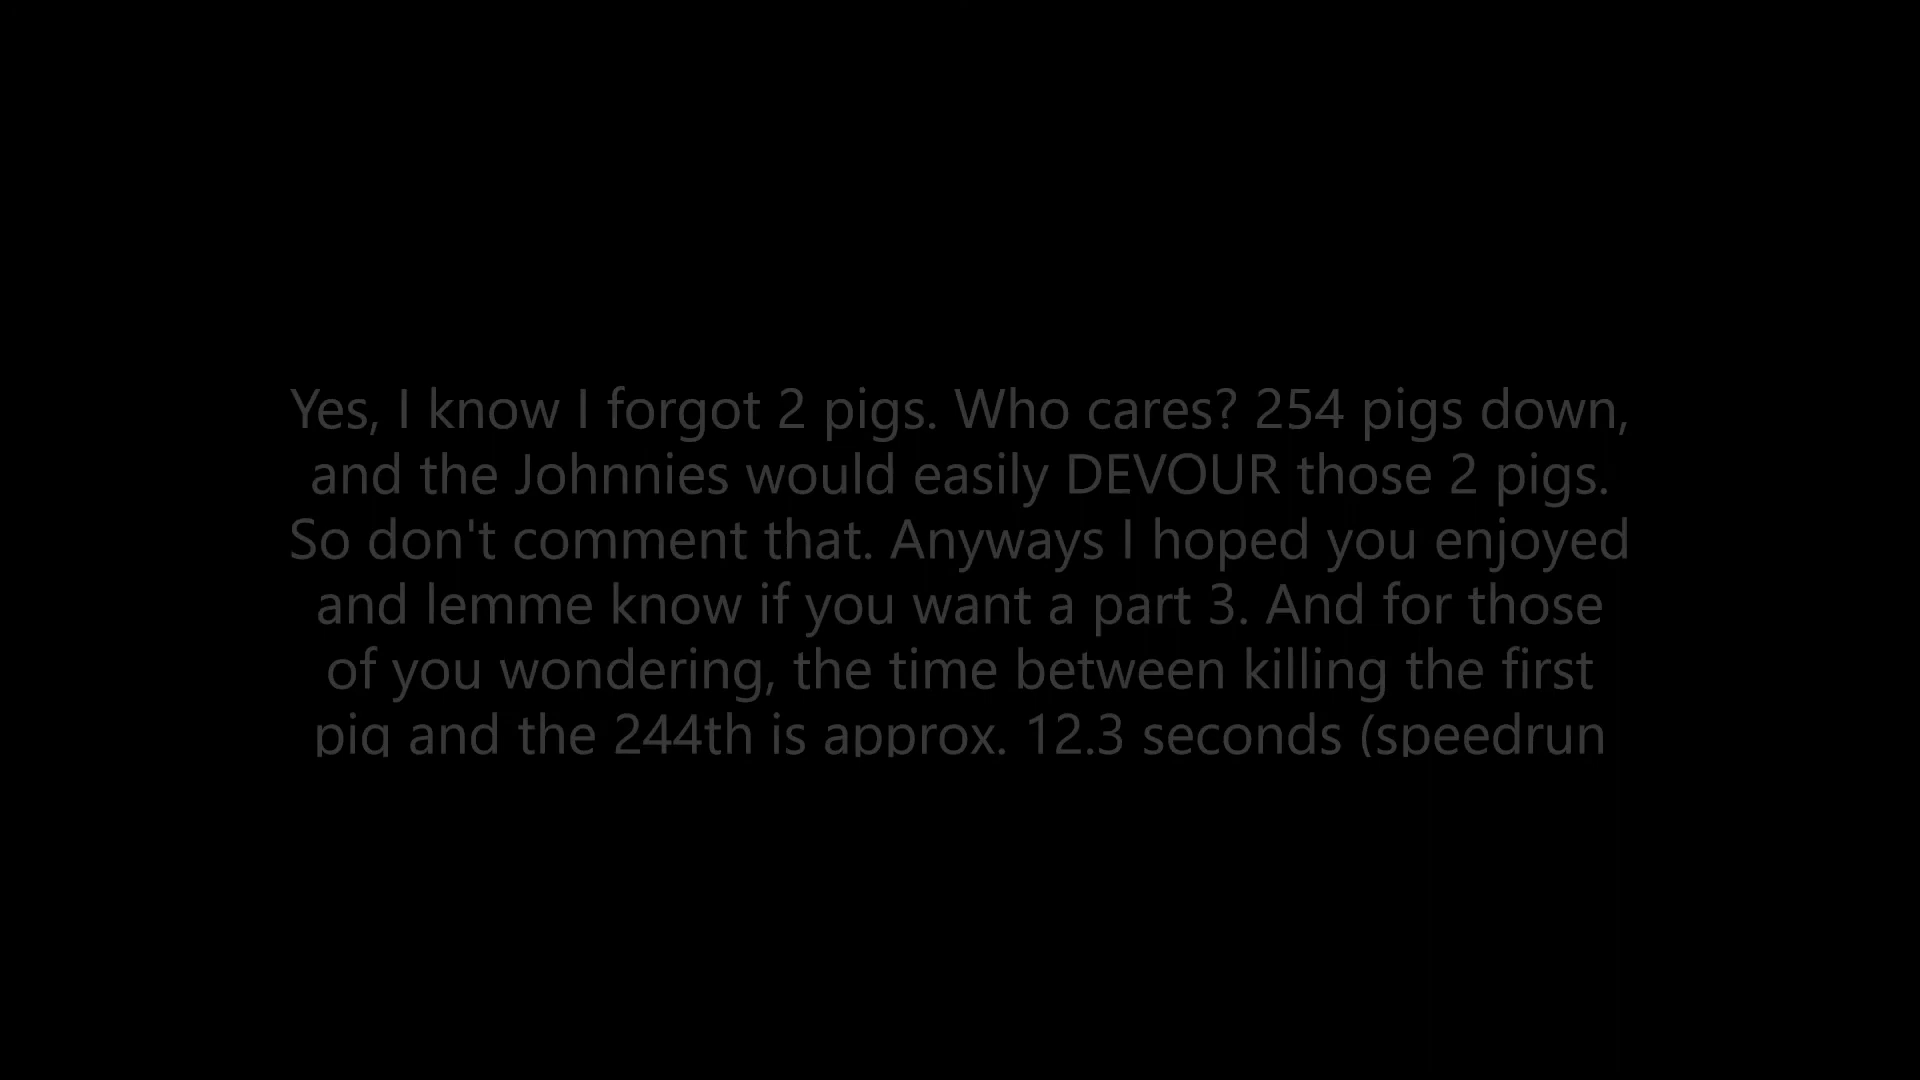 Yes, I know I forgot 2 pigs. Who cares? 254 pigs down,
and the Johnnies would easily DEVOUR those 2 pigs.
So don't comment that. Anyways I hoped you enjoyed
and lemme know if you want a part 3. And for those
of you wondering, the time between killing the first
pig and the 244th is approx. 12.3 seconds (speedrun